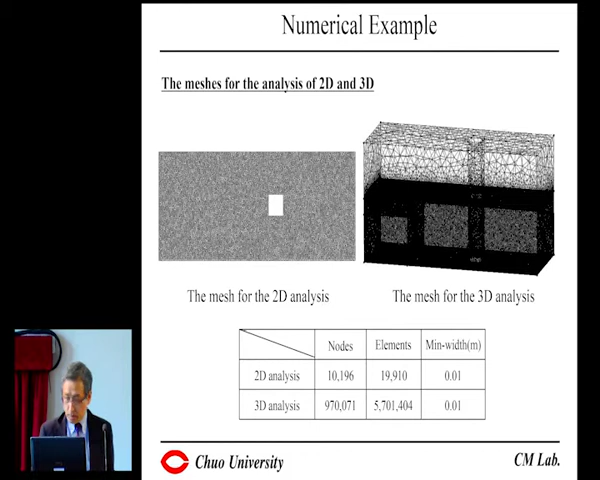 Numerical Example
The meshes for the analysis of 2D and 3D
The mesh for the 2D analysis
The mesh for the 3D analysis
Nodes Elements Min-width(m)
2D analysis 10,196 19,910 0.01
3D analysis 970,071 5,701,404 0.01
Chuo University
CM Lab.